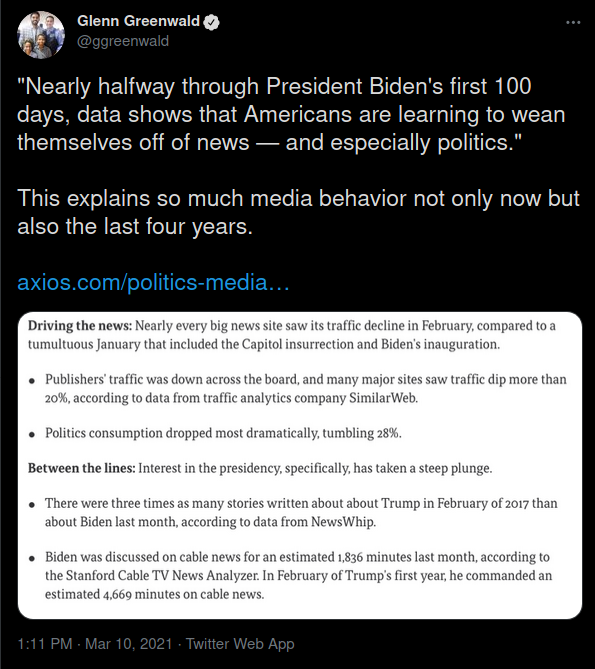 Glenn Greenwald
@ggreenwald
"Nearly halfway through President Biden's first 100
days, data shows that Americans are learning to wean
themselves off of news — and especially politics."
This explains so much media behavior not only now but
also the last four years.
axios.com/politics-media…
Driving the news: Nearly every big news site saw its traffic decline in February, compared to a
tumultuous January that included the Capitol insurrection and Biden's inauguration.
• Publishers' traffic was down across the board, and many major sites saw traffic dip more than
20%, according to data from traffic analytics company SimilarWeb.
• Politics consumption dropped most dramatically, tumbling 28%.
Between the lines: Interest in the presidency, specifically, has taken a steep plunge.
• There were three times as many stories written about about Trump in February of 2017 than
about Biden last month, according to data from NewsWhip.
• Biden was discussed on cable news for an estimated 1,836 minutes last month, according to
the Stanford Cable TV News Analyzer. In February of Trump's first year, he commanded an
estimated 4,669 minutes on cable news.
1:11 PM · Mar 10, 2021 · Twitter Web App